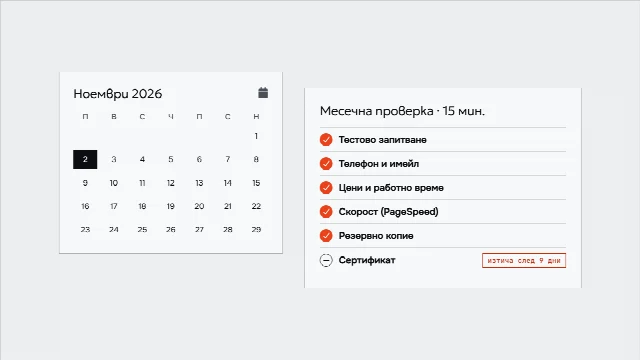 Ноември 2026
П В С Ч П С Н
1
2 3 4 5 6 7 8
9 10 11 12 13 14 15
16 17 18 19 20 21 22
23 24 25 26 27 28 29
Месечна проверка · 15 мин.
Тестово запитване
Телефон и имейл
Цени и работно време
Скорост (PageSpeed)
Резервно копие
Сертификат изтича след 9 дни